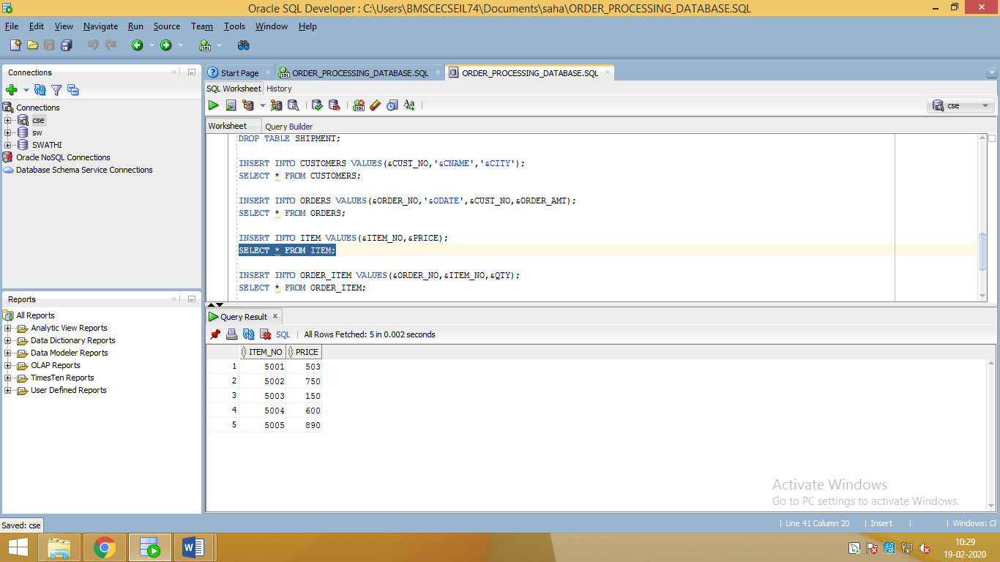 Oracle SQL Developer : C:\Users\BMSCECSEIL74\Documents\saha\ORDER_PROCESSING_DATABASE.SQL
File Edit View Navigate Run Source Team Tools Window Help
Connections
Connections
cse
sw
SWATHI
Oracle NoSQL Connections
Database Schema Service Connections
Reports
All Reports
Analytic View Reports
Data Dictionary Reports
Data Modeler Reports
OLAP Reports
TimesTen Reports
User Defined Reports
Start Page ORDER_PROCESSING_DATABASE.SQL ORDER_PROCESSING_DATABASE.SQL
SQL Worksheet History
cse
Worksheet Query Builder
DROP TABLE SHIPMENT;
INSERT INTO CUSTOMERS VALUES(&CUST_NO,'&CNAME','&CITY');
SELECT * FROM CUSTOMERS;
INSERT INTO ORDERS VALUES(&ORDER_NO,'&ODATE',&CUST_NO,&ORDER_AMT);
SELECT * FROM ORDERS;
INSERT INTO ITEM VALUES(&ITEM_NO,&PRICE);
SELECT * FROM ITEM;
INSERT INTO ORDER_ITEM VALUES(&ORDER_NO,&ITEM_NO,&QTY);
SELECT * FROM ORDER_ITEM;
Query Result
SQL | All Rows Fetched: 5 in 0.002 seconds
ITEM_NO PRICE
1 5001 503
2 5002 750
3 5003 150
4 5004 600
5 5005 890
Activate Windows
Go to PC settings to activate Windows.
Saved: cse
| Line 41 Column 20 | Insert | | Windows: CF
10:29
19-02-2020